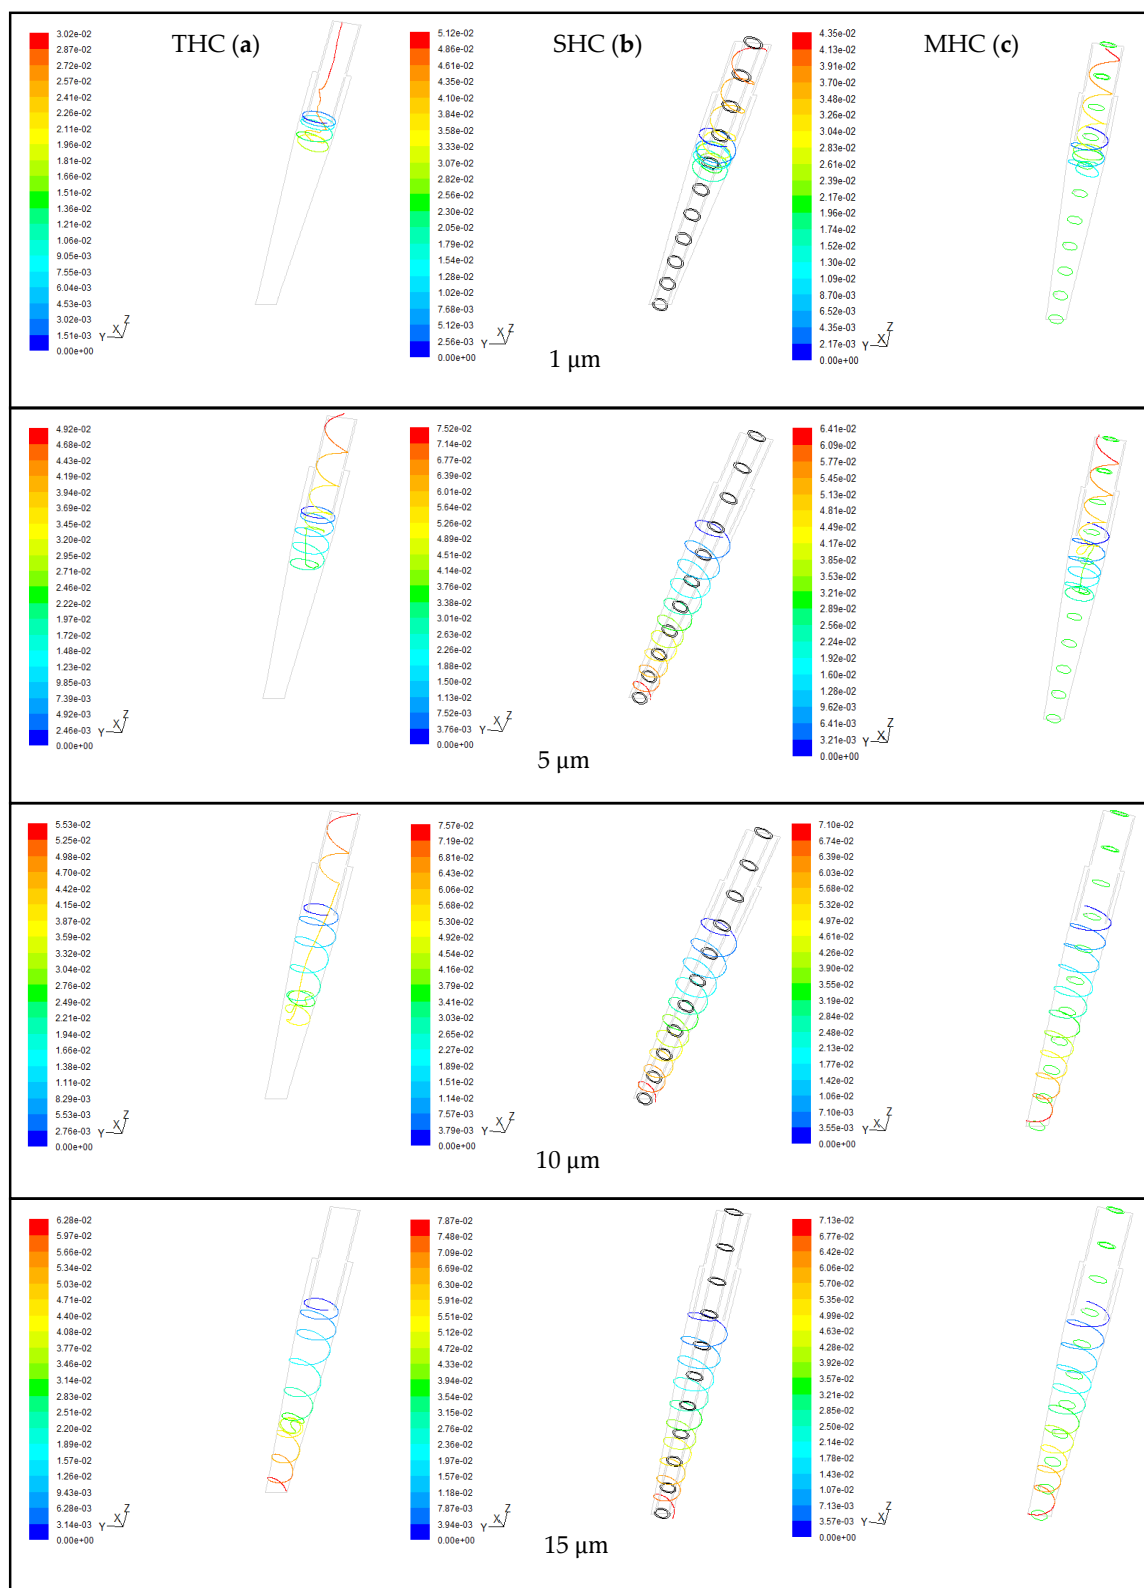 THC (a)
SHC (b)
MHC (c)
3.02e-02
2.87e-02
2.72e-02
2.57e-02
2.41e-02
2.26e-02
2.11e-02
1.96e-02
1.81e-02
1.66e-02
1.51e-02
1.36e-02
1.21e-02
1.06e-02
9.05e-03
7.55e-03
6.04e-03
4.53e-03
3.02e-03
1.51e-03
0.00e+00
Z
X
Y
5.12e-02
4.86e-02
4.61e-02
4.35e-02
4.10e-02
3.84e-02
3.58e-02
3.33e-02
3.07e-02
2.82e-02
2.56e-02
2.30e-02
2.05e-02
1.79e-02
1.54e-02
1.28e-02
1.02e-02
7.68e-03
5.12e-03
2.56e-03
0.00e+00
Z
X
Y
4.35e-02
4.13e-02
3.91e-02
3.70e-02
3.48e-02
3.26e-02
3.04e-02
2.83e-02
2.61e-02
2.39e-02
2.17e-02
1.96e-02
1.74e-02
1.52e-02
1.30e-02
1.09e-02
8.70e-03
6.52e-03
4.35e-03
2.17e-03
0.00e+00
Z
X
Y
1 µm
4.92e-02
4.68e-02
4.43e-02
4.19e-02
3.94e-02
3.69e-02
3.45e-02
3.20e-02
2.95e-02
2.71e-02
2.46e-02
2.22e-02
1.97e-02
1.72e-02
1.48e-02
1.23e-02
9.85e-03
7.39e-03
4.92e-03
2.46e-03
0.00e+00
Z
X
Y
7.52e-02
7.14e-02
6.77e-02
6.39e-02
6.01e-02
5.64e-02
5.26e-02
4.89e-02
4.51e-02
4.14e-02
3.76e-02
3.38e-02
3.01e-02
2.63e-02
2.26e-02
1.88e-02
1.50e-02
1.13e-02
7.52e-03
3.76e-03
0.00e+00
Z
X
Y
6.41e-02
6.09e-02
5.77e-02
5.45e-02
5.13e-02
4.81e-02
4.49e-02
4.17e-02
3.85e-02
3.53e-02
3.21e-02
2.89e-02
2.56e-02
2.24e-02
1.92e-02
1.60e-02
1.28e-02
9.62e-03
6.41e-03
3.21e-03
0.00e+00
Z
X
Y
5 µm
5.53e-02
5.25e-02
4.98e-02
4.70e-02
4.42e-02
4.15e-02
3.87e-02
3.59e-02
3.32e-02
3.04e-02
2.76e-02
2.49e-02
2.21e-02
1.94e-02
1.66e-02
1.38e-02
1.11e-02
8.29e-03
5.53e-03
2.76e-03
0.00e+00
Z
X
Y
7.57e-02
7.19e-02
6.81e-02
6.43e-02
6.06e-02
5.68e-02
5.30e-02
4.92e-02
4.54e-02
4.16e-02
3.79e-02
3.41e-02
3.03e-02
2.65e-02
2.27e-02
1.89e-02
1.51e-02
1.14e-02
7.57e-03
3.79e-03
0.00e+00
Z
X
Y
7.10e-02
6.74e-02
6.39e-02
6.03e-02
5.68e-02
5.32e-02
4.97e-02
4.61e-02
4.26e-02
3.90e-02
3.55e-02
3.19e-02
2.84e-02
2.48e-02
2.13e-02
1.77e-02
1.42e-02
1.06e-02
7.10e-03
3.55e-03
0.00e+00
Z
X
Y
10 µm
6.28e-02
5.97e-02
5.66e-02
5.34e-02
5.03e-02
4.71e-02
4.40e-02
4.08e-02
3.77e-02
3.46e-02
3.14e-02
2.83e-02
2.51e-02
2.20e-02
1.89e-02
1.57e-02
1.26e-02
9.43e-03
6.28e-03
3.14e-03
0.00e+00
Z
X
Y
7.87e-02
7.48e-02
7.09e-02
6.69e-02
6.30e-02
5.91e-02
5.51e-02
5.12e-02
4.72e-02
4.33e-02
3.94e-02
3.54e-02
3.15e-02
2.76e-02
2.36e-02
1.97e-02
1.57e-02
1.18e-02
7.87e-03
3.94e-03
0.00e+00
Z
X
Y
7.13e-02
6.77e-02
6.42e-02
6.06e-02
5.70e-02
5.35e-02
4.99e-02
4.63e-02
4.28e-02
3.92e-02
3.57e-02
3.21e-02
2.85e-02
2.50e-02
2.14e-02
1.78e-02
1.43e-02
1.07e-02
7.13e-03
3.57e-03
0.00e+00
Z
X
Y
15 µm